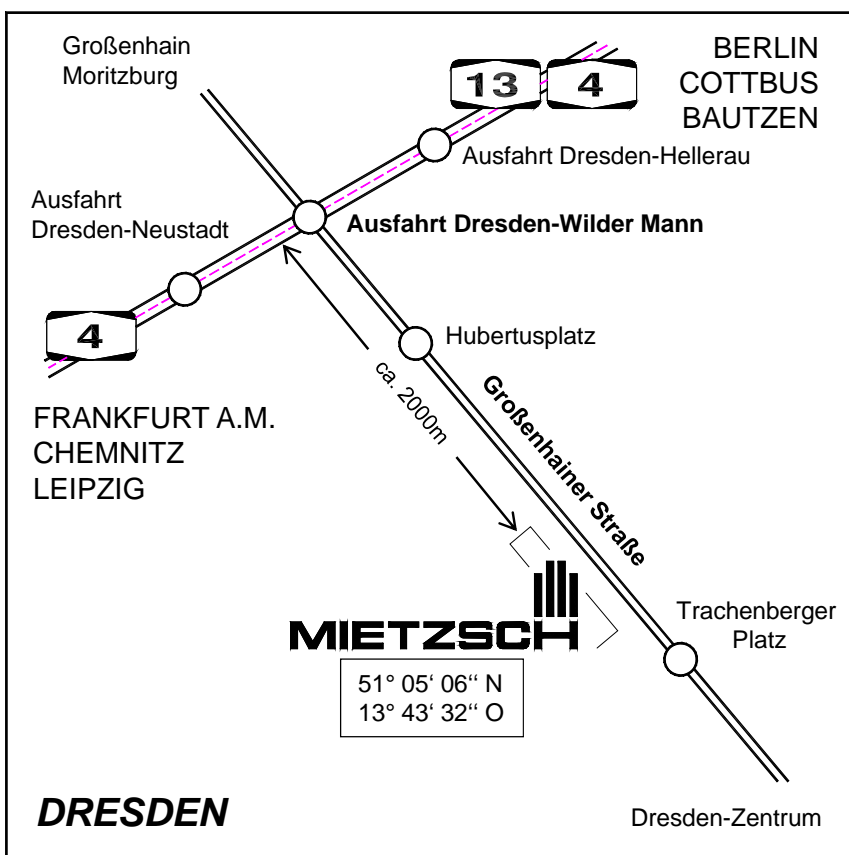 Großenhain
Moritzburg
BERLIN
COTTBUS
BAUTZEN
13
4
Ausfahrt Dresden-Hellerau
Ausfahrt
Dresden-Neustadt
Ausfahrt Dresden-Wilder Mann
4
Hubertusplatz
ca. 2000m
Großenhainer Straße
FRANKFURT A.M.
CHEMNITZ
LEIPZIG
MIETZSCH
Trachenberger
Platz
51° 05‘ 06“ N
13° 43‘ 32“ O
DRESDEN
Dresden-Zentrum